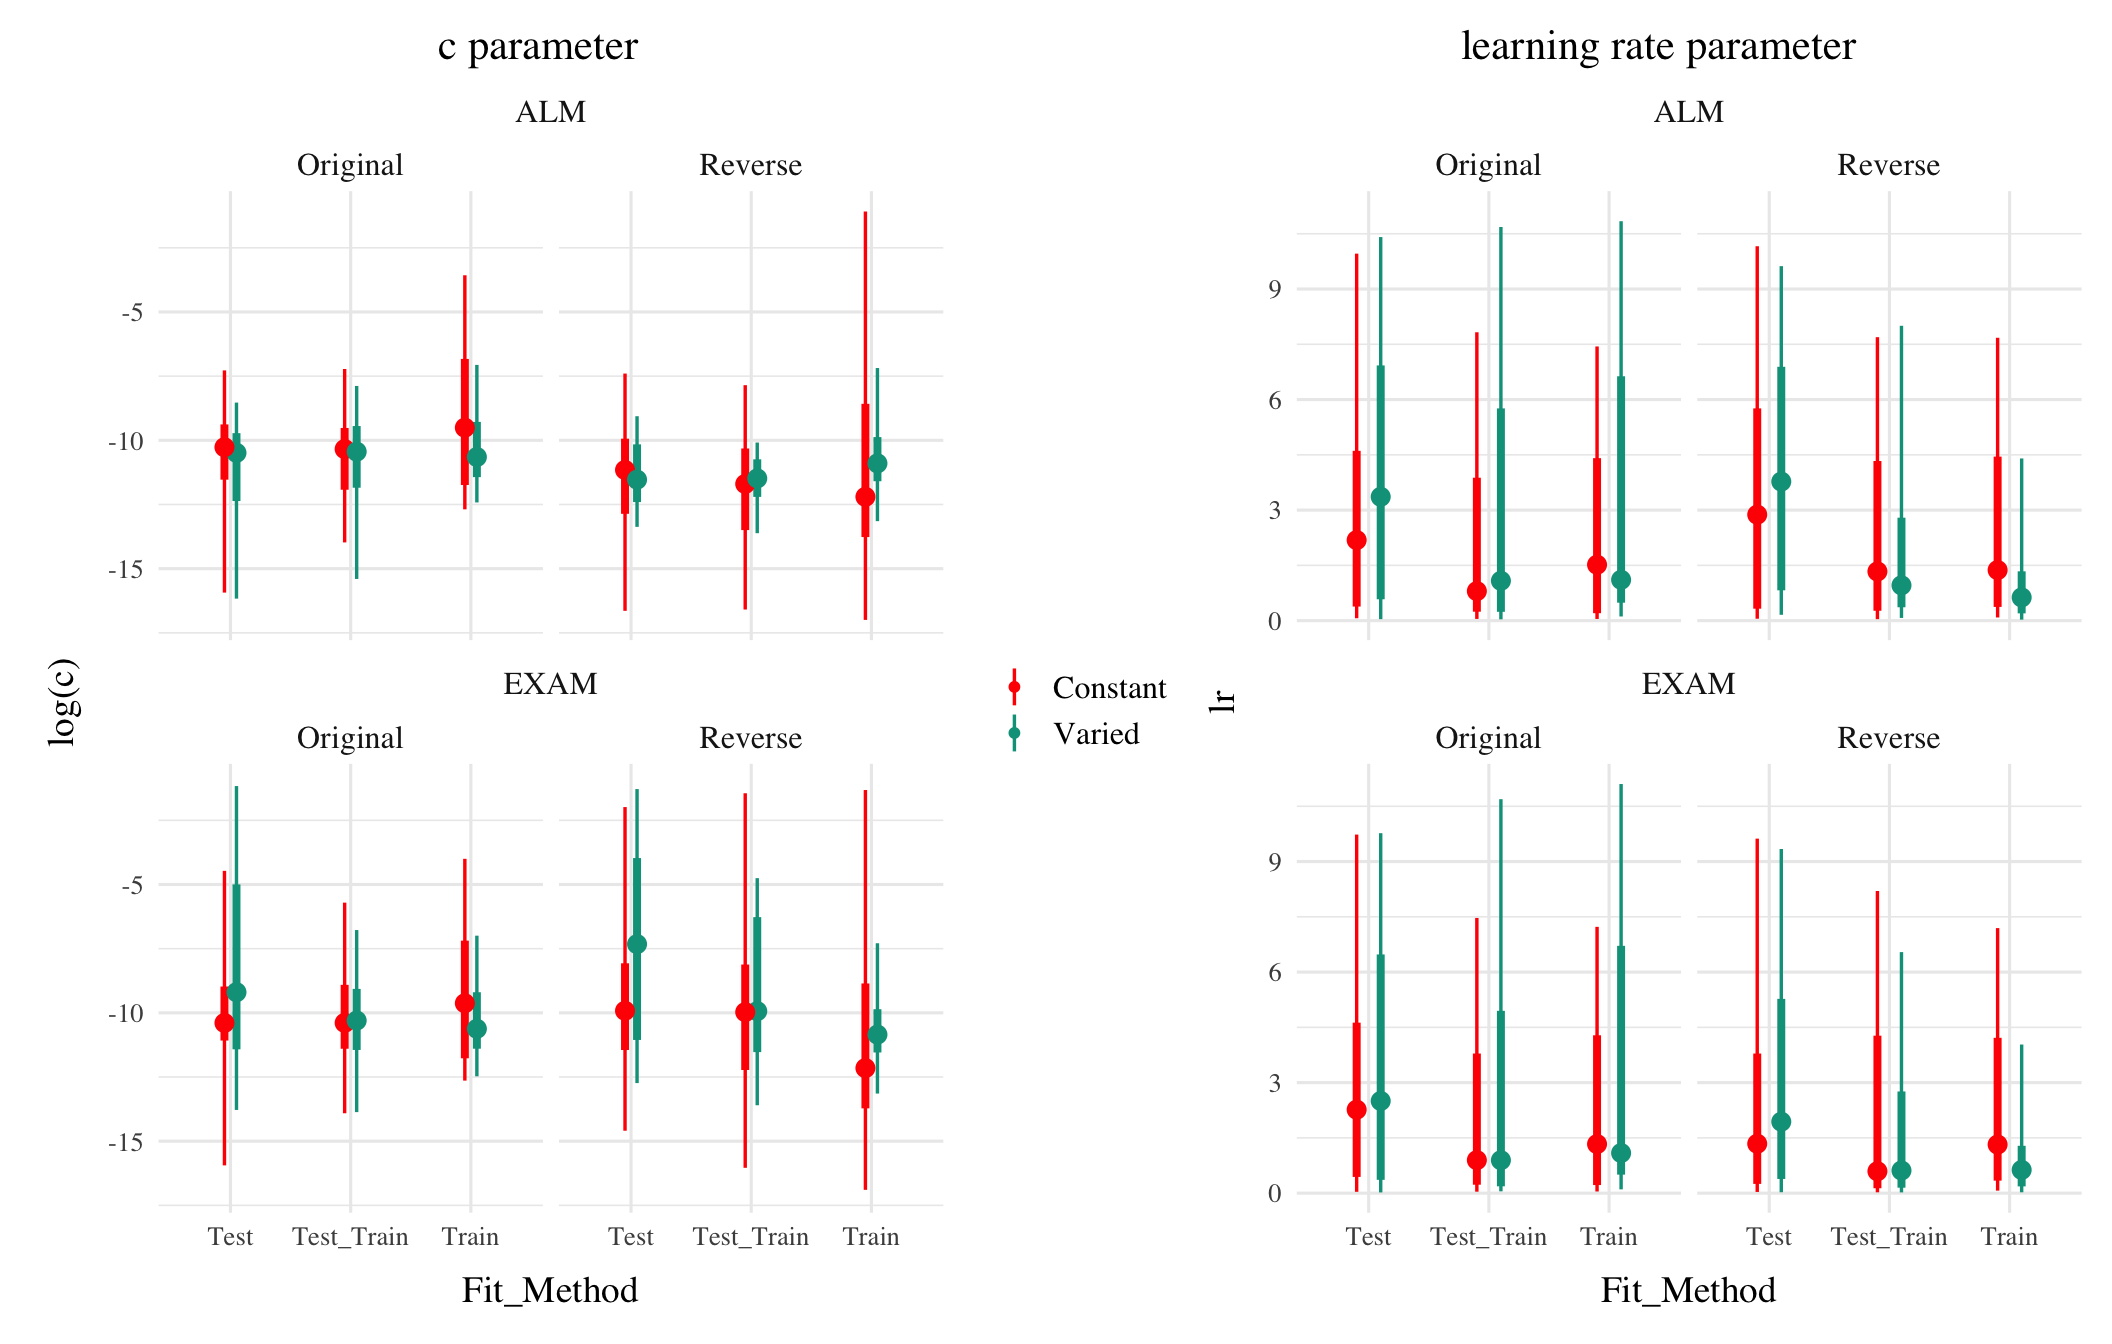 c parameter
ALM
Original Reverse
-5
-10
-15
log(c)
EXAM
Original Reverse
-5
-10
-15
Test Test_Train Train Test Test_Train Train
Fit_Method
Constant
Varied
learning rate parameter
ALM
Original Reverse
9
6
3
0
lr
EXAM
Original Reverse
9
6
3
0
Test Test_Train Train Test Test_Train Train
Fit_Method